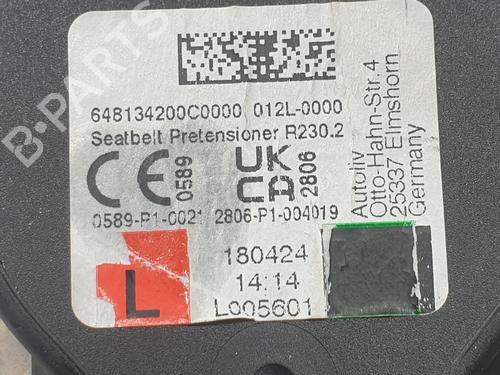 648134200C0000 012L-0000
Seatbelt Pretensioner R230.2
CE 0589
UK
CA 2806
0589-P1-0021 2806-P1-004019
Autoliv
Otto-Hahn-Str.4
25337 Elmshorn
Germany
L
180424
14:14
L005601
B-PARTS